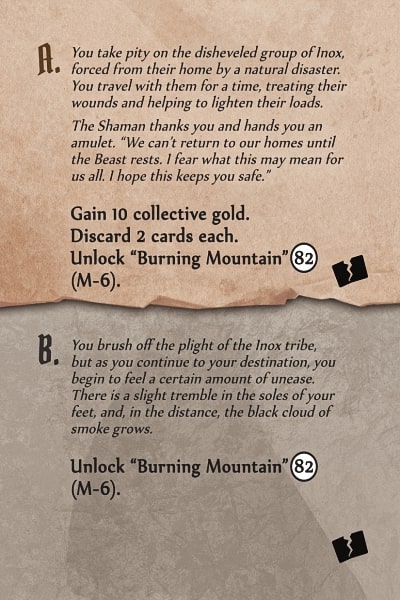 A.
You take pity on the disheveled group of Inox,
forced from their home by a natural disaster.
You travel with them for a time, treating their
wounds and helping to lighten their loads.
The Shaman thanks you and hands you an
amulet. “We can’t return to our homes until
the Beast rests. I fear what this may mean for
us all. I hope this keeps you safe.”
Gain 10 collective gold.
Discard 2 cards each.
Unlock “Burning Mountain” 82
(M-6).
B.
You brush off the plight of the Inox tribe,
but as you continue to your destination, you
begin to feel a certain amount of unease.
There is a slight tremble in the soles of your
feet, and, in the distance, the black cloud of
smoke grows.
Unlock “Burning Mountain” 82
(M-6).